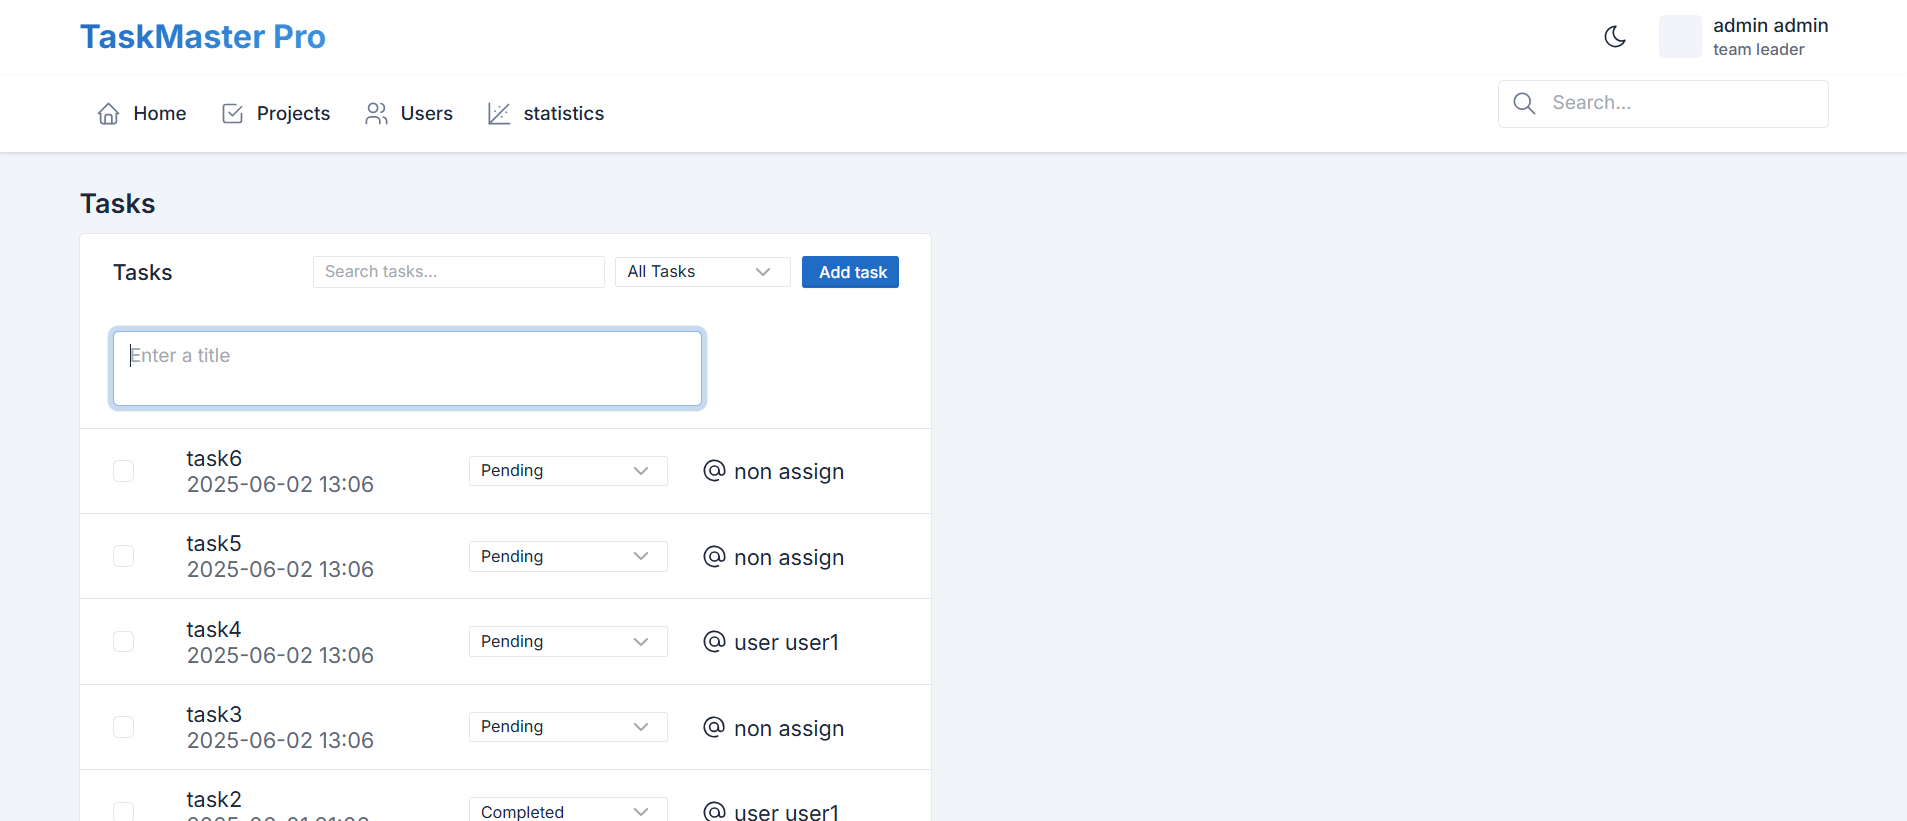 TaskMaster Pro
admin admin
team leader
Home Projects Users statistics
Search...
Tasks
Tasks Search tasks... All Tasks Add task
Enter a title
task6
2025-06-02 13:06
Pending
@ non assign
task5
2025-06-02 13:06
Pending
@ non assign
task4
2025-06-02 13:06
Pending
@ user user1
task3
2025-06-02 13:06
Pending
@ non assign
task2
Completed
@ user user1